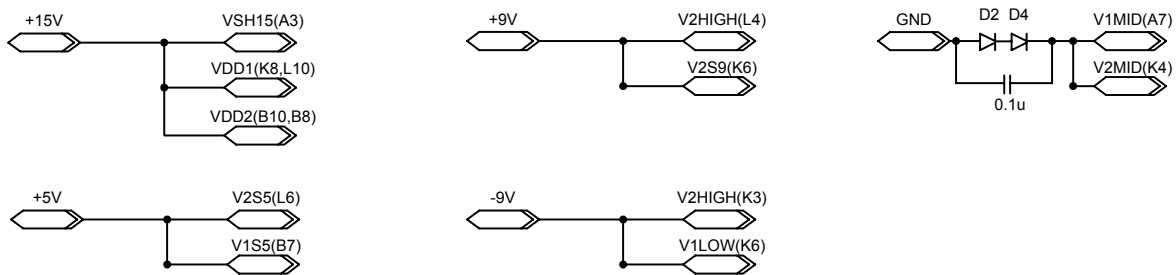 +15V
VSH15(A3)
VDD1(K8,L10)
VDD2(B10,B8)
+9V
V2HIGH(L4)
V2S9(K6)
GND
D2 D4
0.1u
V1MID(A7)
V2MID(K4)
+5V
V2S5(L6)
V1S5(B7)
-9V
V2HIGH(K3)
V1LOW(K6)